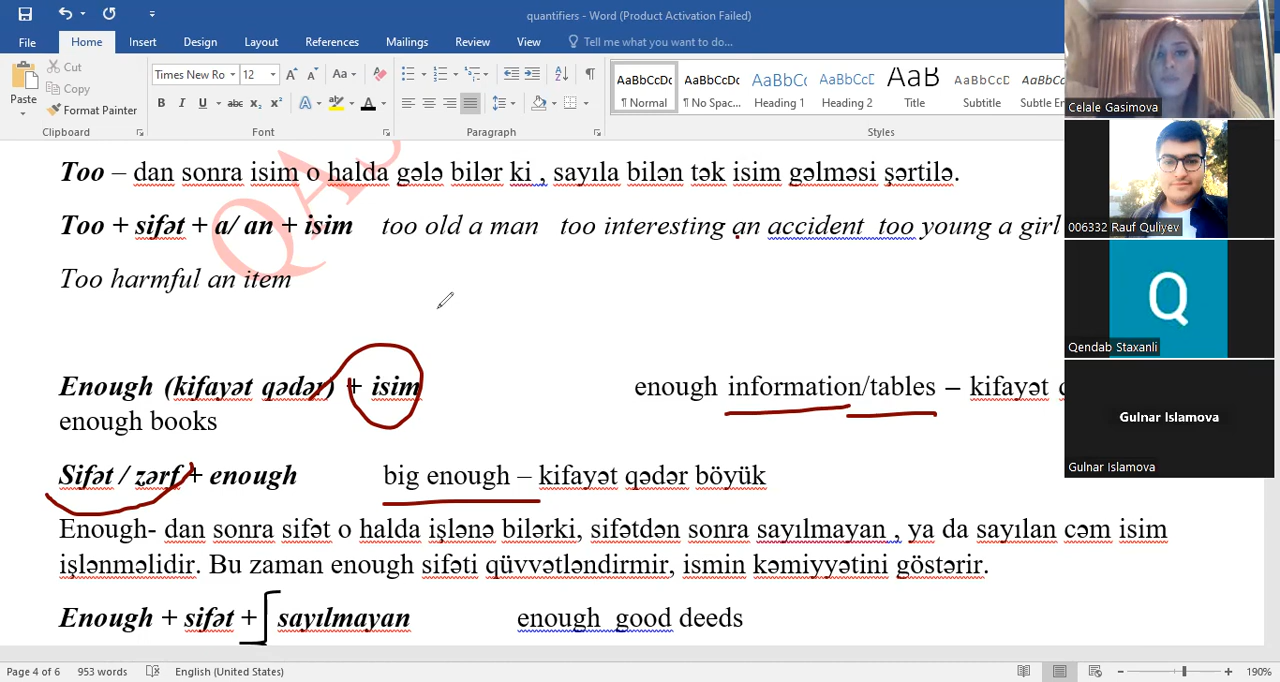 quantifiers - Word (Product Activation Failed)
File Home Insert Design Layout References Mailings Review View Tell me what you want to do...
Paste
Cut
Copy
Format Painter
Clipboard
Times New Ro 12
Font
Paragraph
AaBbCcDc AaBbCcDc AaBbCc AaBbCcC AaB AaBbCcD
¶ Normal ¶ No Spac... Heading 1 Heading 2 Title Subtitle Subtle En
Styles
Celale Gasimova
006332 Rauf Quliyev
Q
Qendab Staxanli
Gulnar Islamova
Gulnar Islamova
Too – dan sonra isim o halda gələ bilər ki , sayıla bilən tək isim gəlməsi şərtilə.
Too + sifət + a/ an + isim too old a man too interesting an accident too young a girl
Too harmful an item
Enough (kifayət qədər) + isim enough information/tables – kifayət
enough books
Sifət / zərf + enough big enough – kifayət qədər böyük
Enough- dan sonra sifət o halda işlənə bilərki, sifətdən sonra sayılmayan , ya da sayılan cəm isim
işlənməlidir. Bu zaman enough sifəti qüvvətləndirmir, ismin kəmiyyətini göstərir.
Enough + sifət + sayılmayan enough good deeds
Page 4 of 6 953 words English (United States) 190%